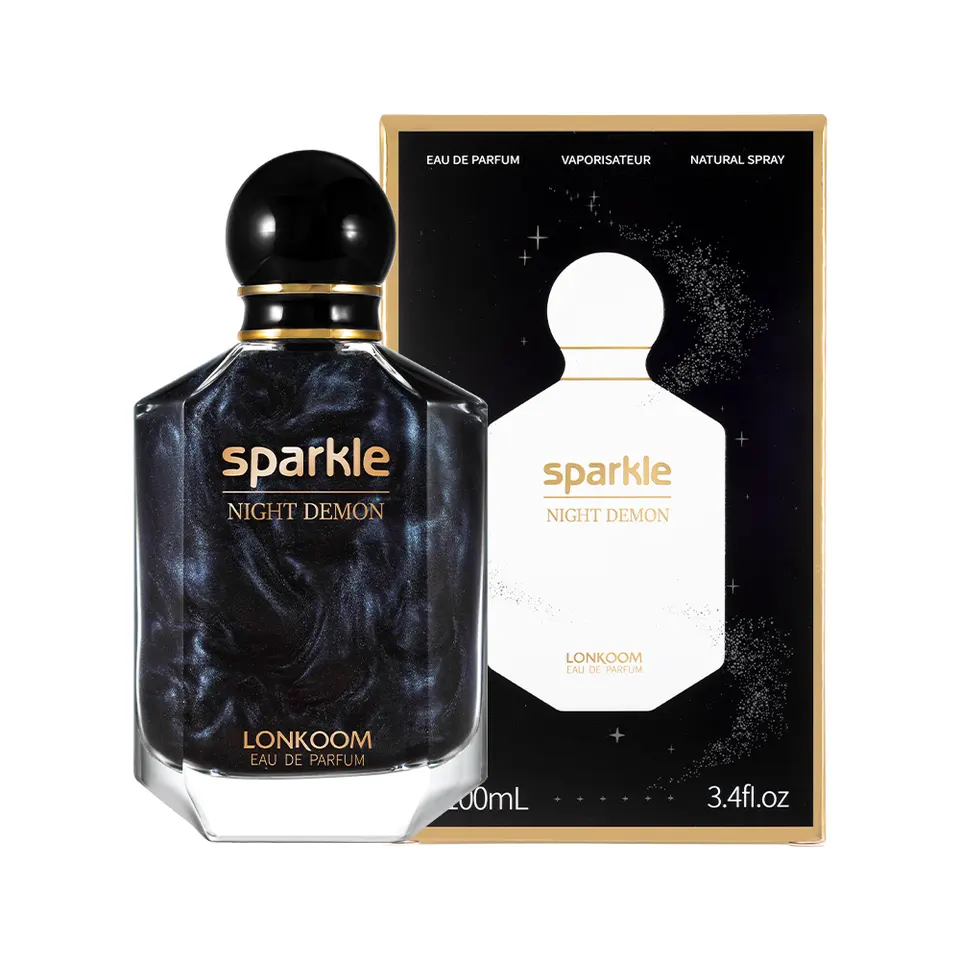 EAU DE PARFUM VAPORISATEUR NATURAL SPRAY
sparkle
NIGHT DEMON
LONKOOM
EAU DE PARFUM
sparkle
NIGHT DEMON
LONKOOM
EAU DE PARFUM
100mL 3.4fl.oz